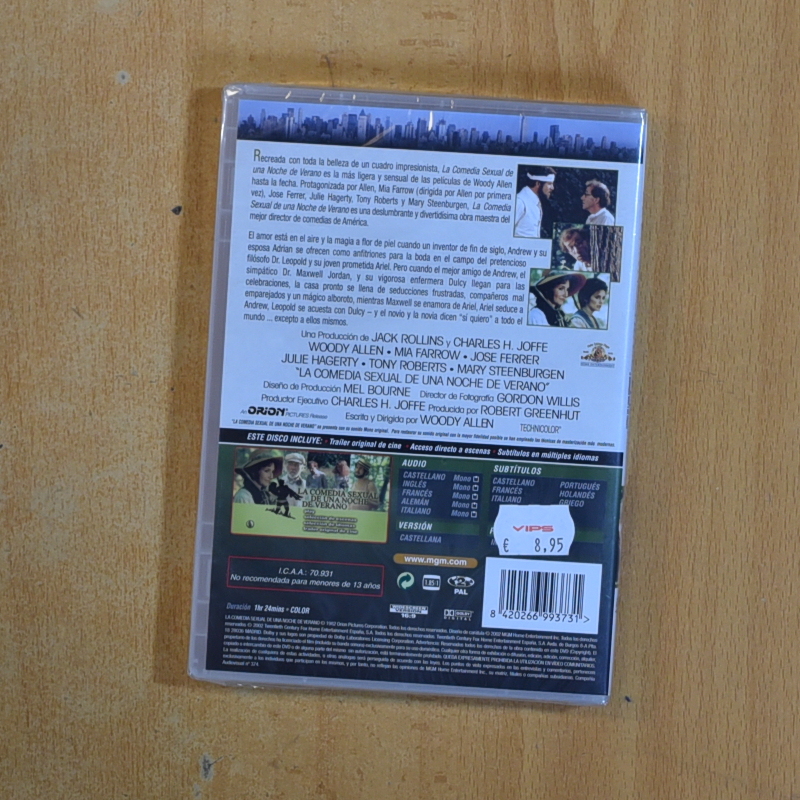 Recreada con toda la belleza de un cuadro impresionista, La Comedia Sexual de
una Noche de Verano es la más ligera y sensual de las películas de Woody Allen
hasta la fecha. Protagonizada por Allen, Mia Farrow (dirigida por Allen por primera
vez), Jose Ferrer, Julie Hagerty, Tony Roberts y Mary Steenburgen, La Comedia
Sexual de una Noche de Verano es una deslumbrante y divertidísima obra maestra del
mejor director de comedias de América.
El amor está en el aire y la magia a flor de piel cuando un inventor de fin de siglo, Andrew y su
esposa Adrian se ofrecen como anfitriones para la boda en el campo del pretencioso
filósofo Dr. Leopold y su joven prometida Ariel. Pero cuando el mejor amigo de Andrew, el
simpático Dr. Maxwell Jordan, y su vigorosa enfermera Dulcy llegan para las
celebraciones, la casa pronto se llena de seducciones frustradas, compañeros mal
emparejados y un mágico alboroto, mientras Maxwell se enamora de Ariel, Ariel seduce a
Andrew, Leopold se acuesta con Dulcy – y el novio y la novia dicen "sí quiero" a todo el
mundo ... excepto a ellos mismos.
Una Producción de JACK ROLLINS y CHARLES H. JOFFE
WOODY ALLEN • MIA FARROW • JOSE FERRER
JULIE HAGERTY • TONY ROBERTS • MARY STEENBURGEN
"LA COMEDIA SEXUAL DE UNA NOCHE DE VERANO"
Diseño de Producción MEL BOURNE Director de Fotografía GORDON WILLIS
Productor Ejecutivo CHARLES H. JOFFE Producida por ROBERT GREENHUT
An ORION PICTURES Release Escrito y Dirigido por WOODY ALLEN TECHNICOLOR®
ESTE DISCO INCLUYE: • Trailer original de cine • Acceso directo a escenas • Subtítulos en múltiples idiomas
LA COMEDIA SEXUAL
DE UNA NOCHE
DE VERANO
AUDIO
CASTELLANO Mono
INGLÉS Mono
FRANCÉS Mono
ALEMÁN Mono
ITALIANO Mono
SUBTÍTULOS
CASTELLANO PORTUGUÉS
FRANCÉS HOLANDÉS
ITALIANO GRIEGO
VERSIÓN
CASTELLANA
VIPS
€ 8,95
www.mgm.com
I.C.A.A.: 70.931
No recomendada para menores de 13 años
1.85:1
PAL
Duración 1hr 24mins • COLOR
WIDESCREEN
16:9
DOLBY
DIGITAL
8 420266 993731 >